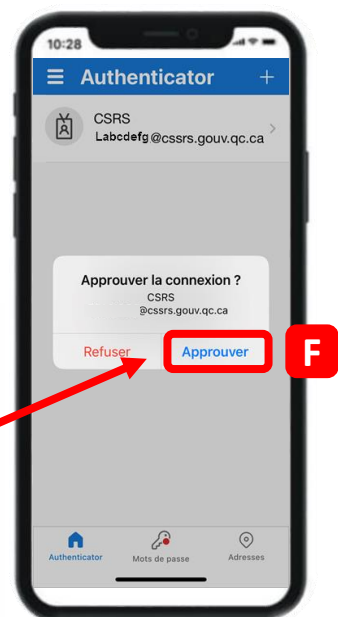 10:28
Authenticator +
CSRS
Labcdefg@cssrs.gouv.qc.ca
Approuver la connexion ?
CSRS
@cssrs.gouv.qc.ca
Refuser Approuver
F
Authenticator Mots de passe Adresses